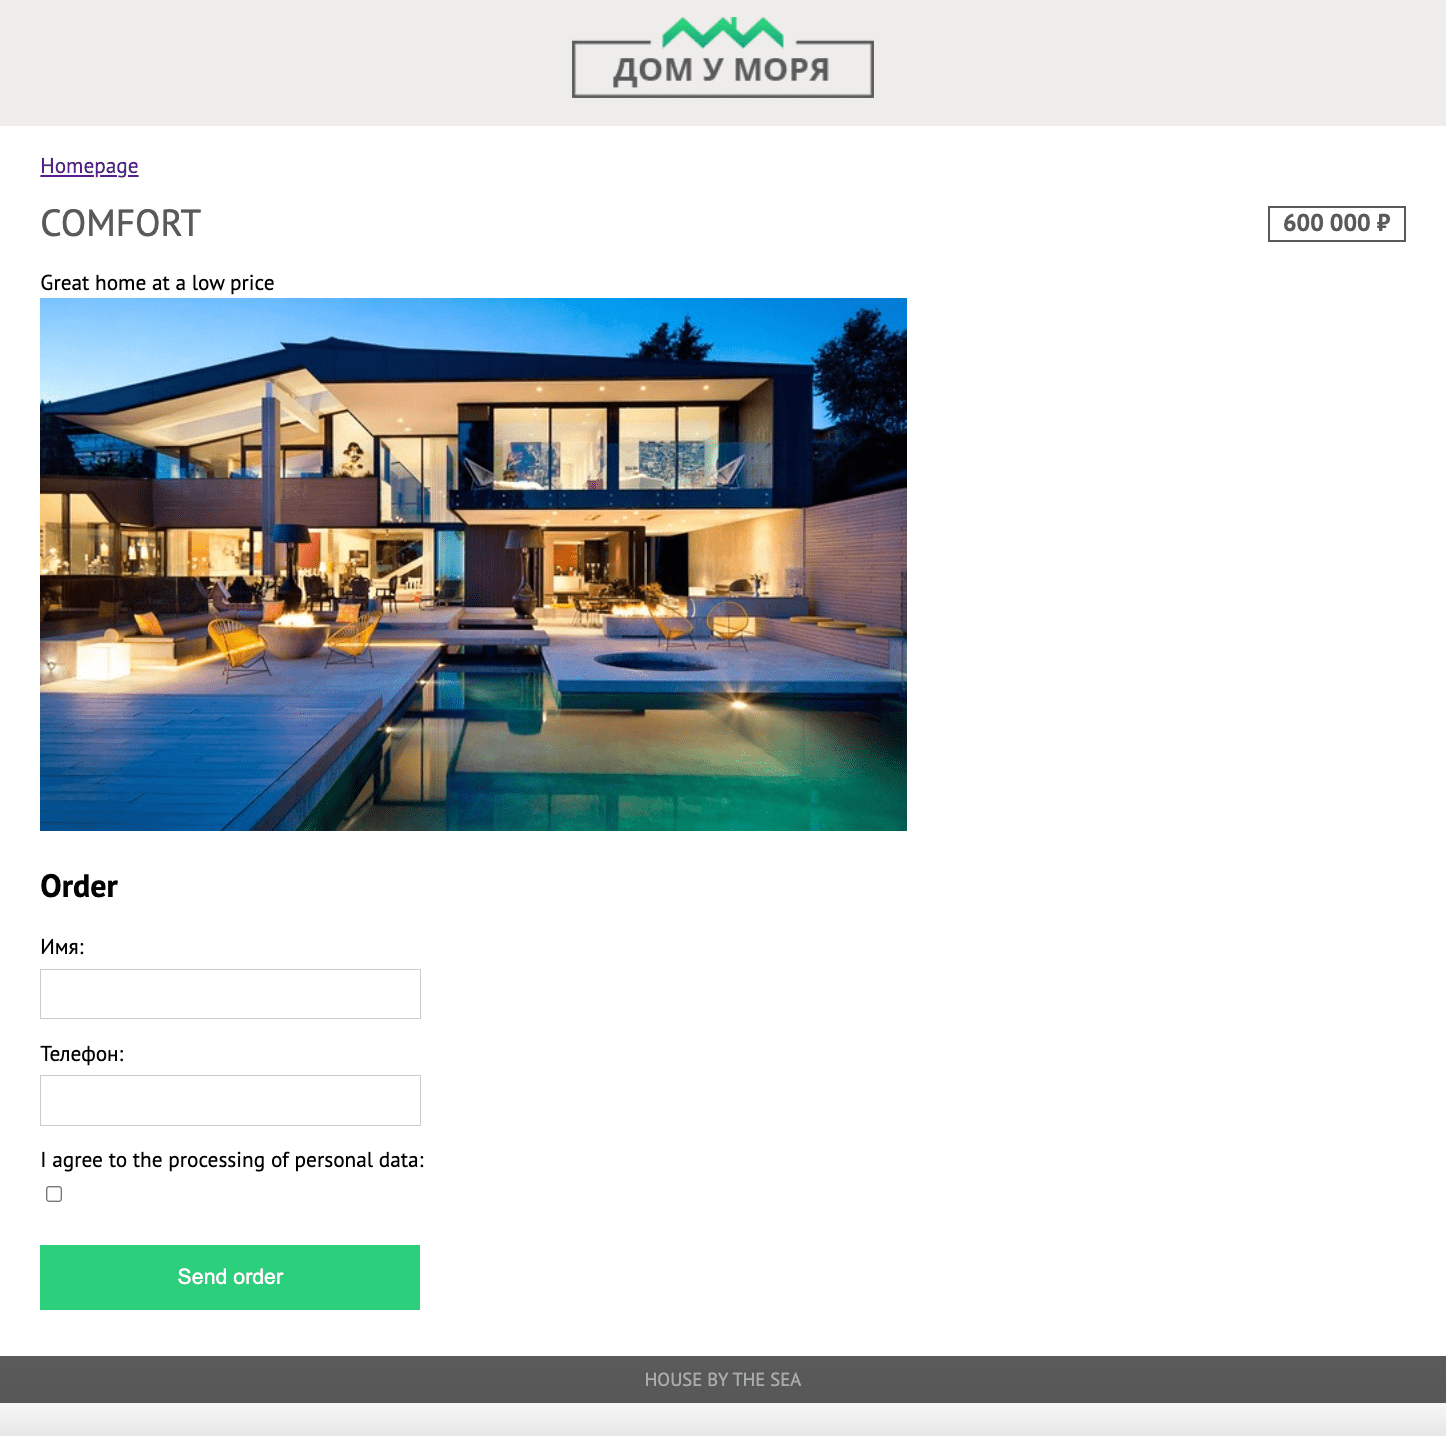 ДОМ У МОРЯ
Homepage
COMFORT
600 000 ₽
Great home at a low price
Order
Имя:
Телефон:
I agree to the processing of personal data:
Send order
HOUSE BY THE SEA